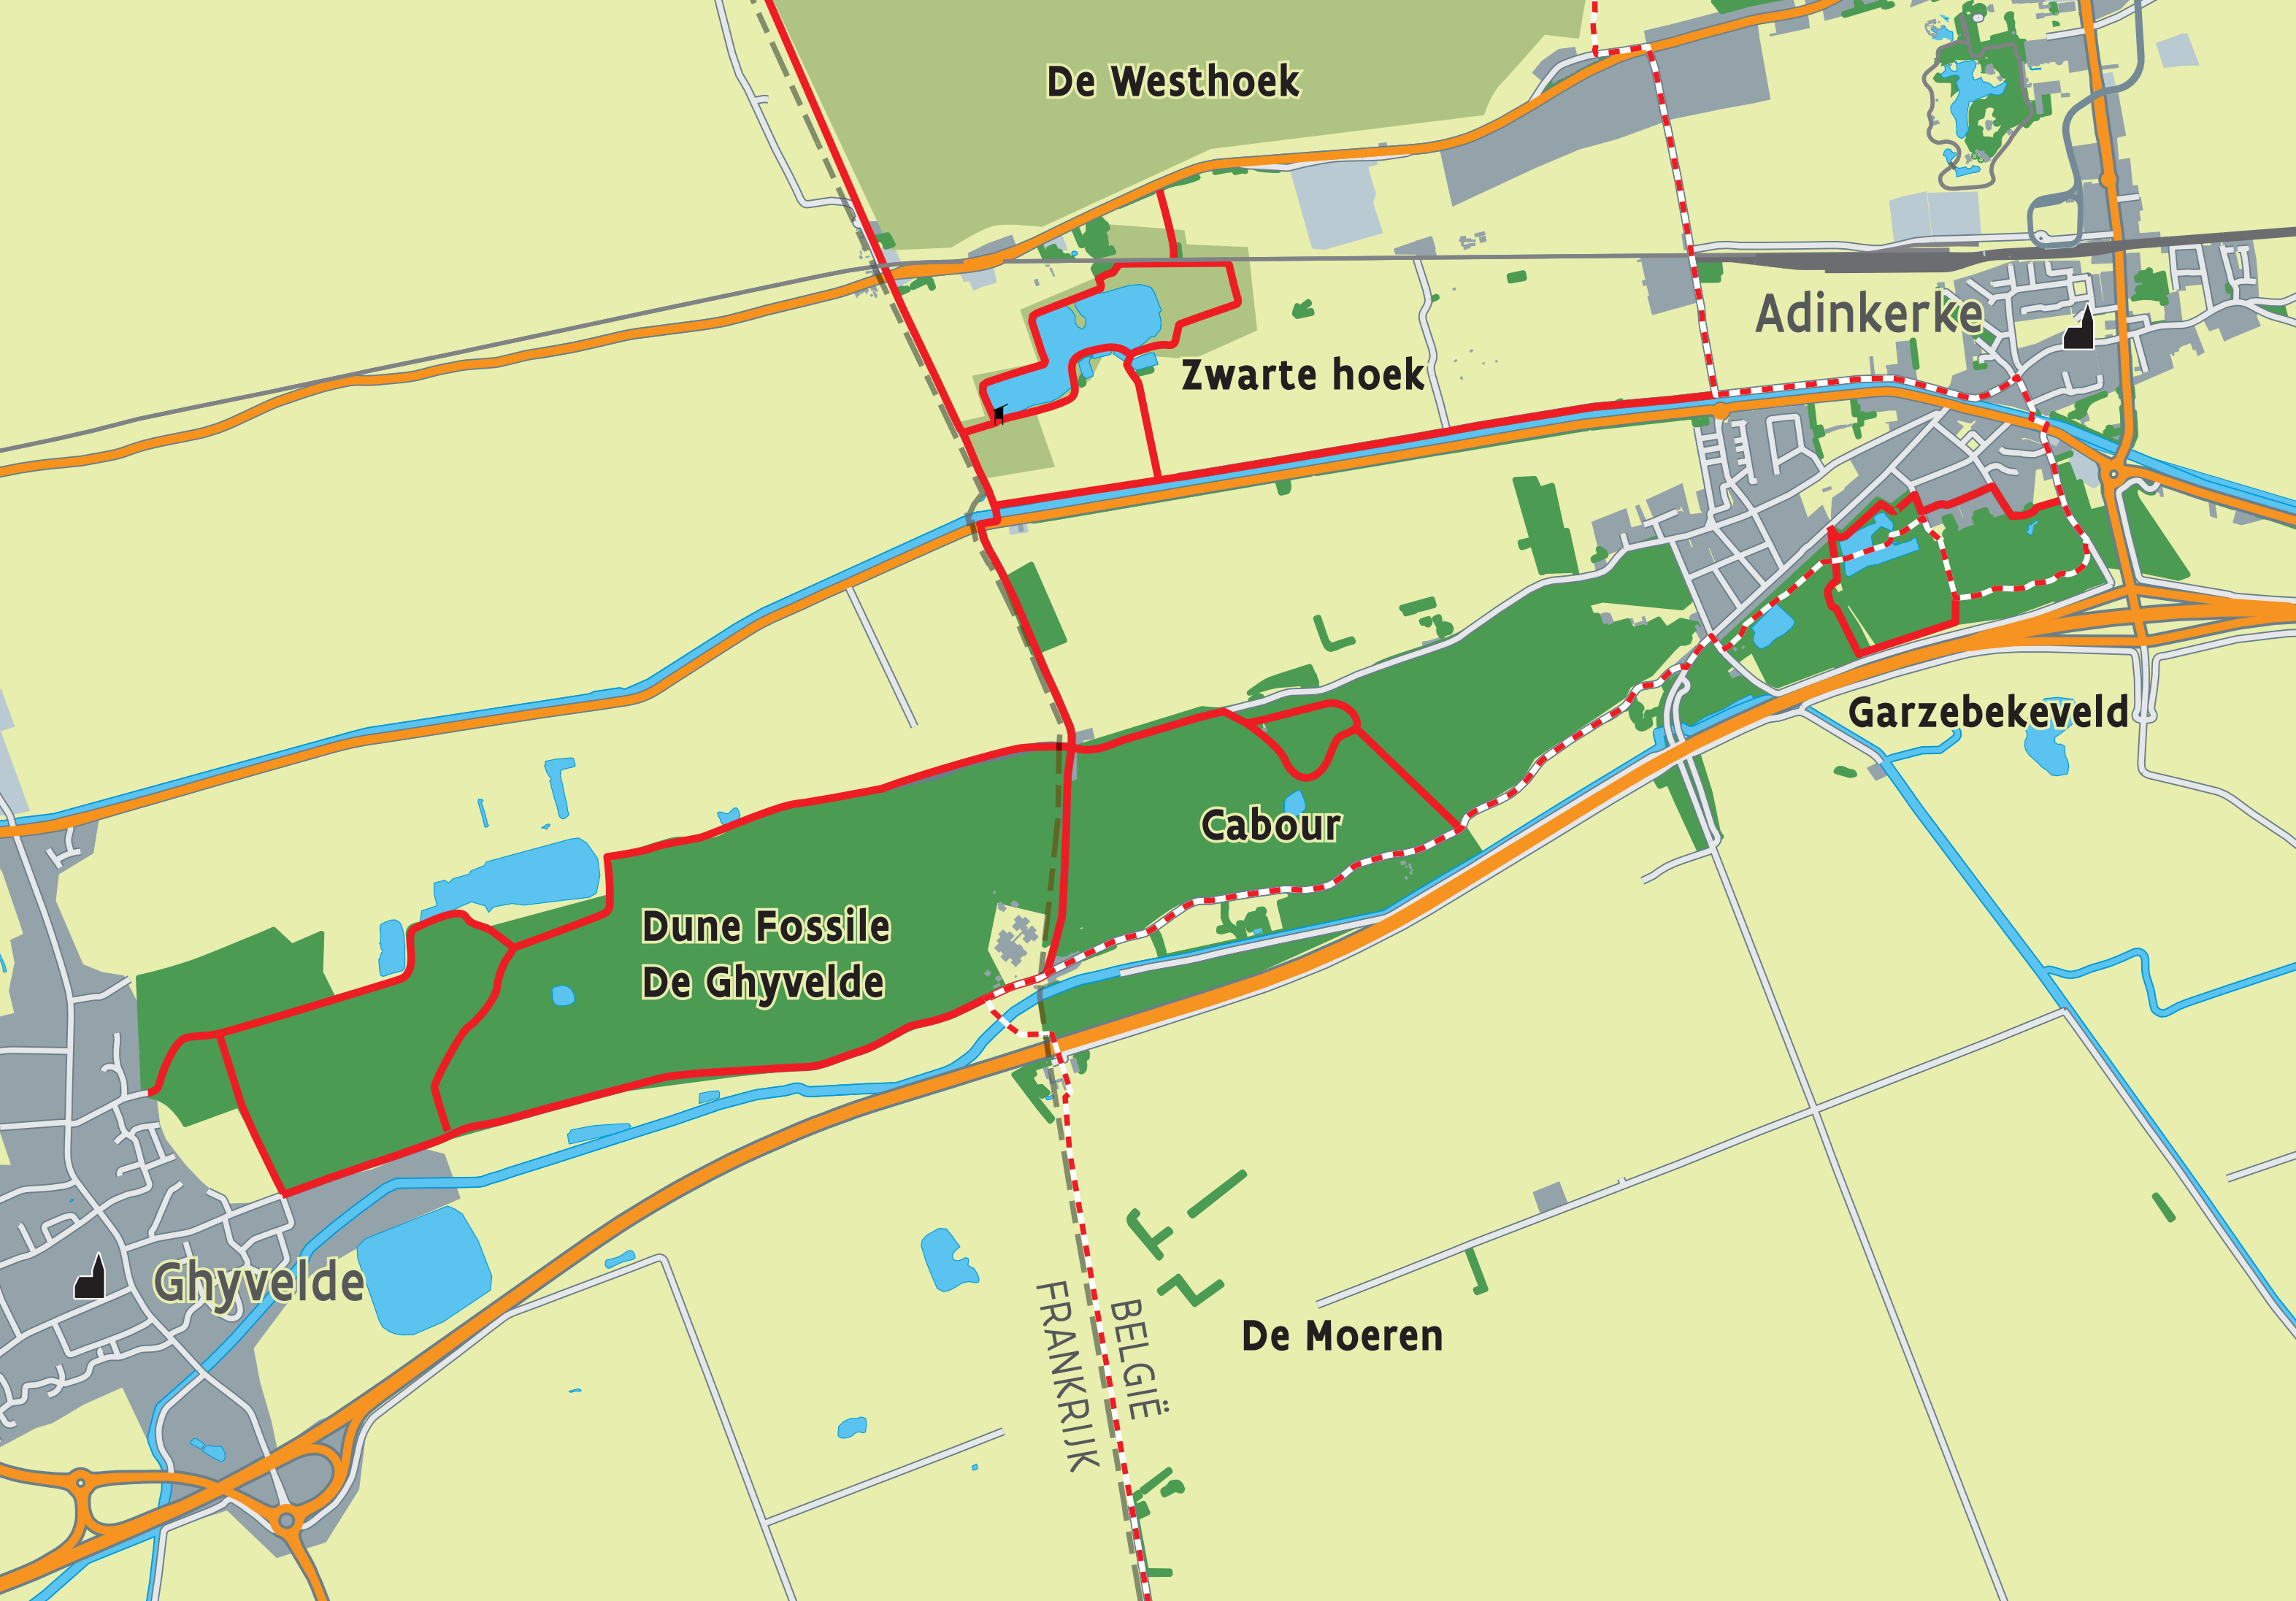 De Westhoek
Adinkerke
Zwarte hoek
Garzebekeveld
Cabour
Dune Fossile
De Ghyvelde
Ghyvelde
FRANKRIJK
BELGIË
De Moeren